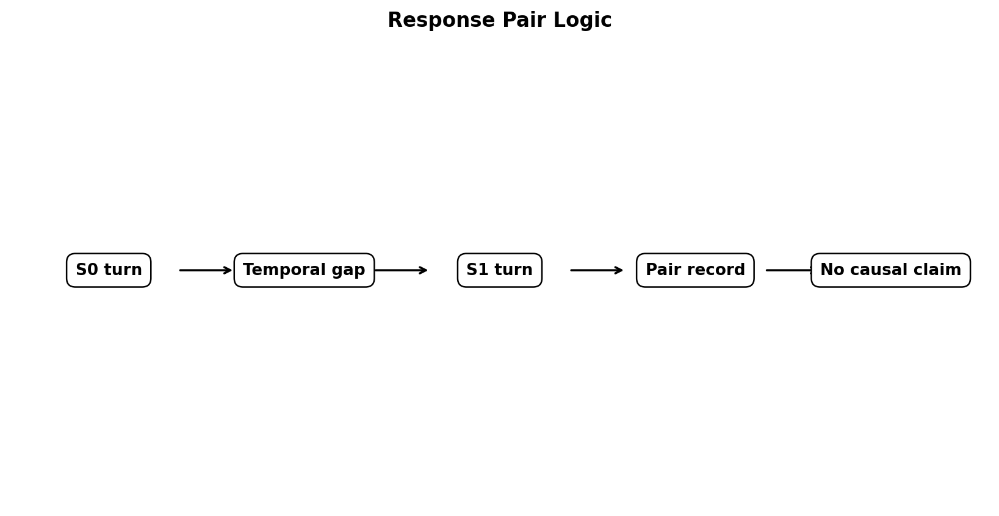 Response Pair Logic
S0 turn
Temporal gap
S1 turn
Pair record
No causal claim